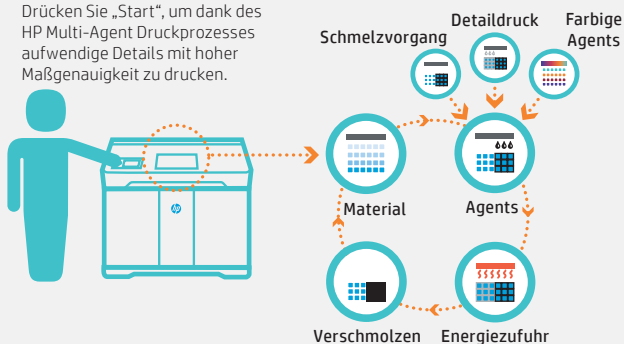 Drücken Sie „Start“, um dank des
HP Multi-Agent Druckprozesses
aufwendige Details mit hoher
Maßgenauigkeit zu drucken.
Schmelzvorgang
Detaildruck
Farbige
Agents
hp
Material
Agents
Verschmolzen
Energiezufuhr